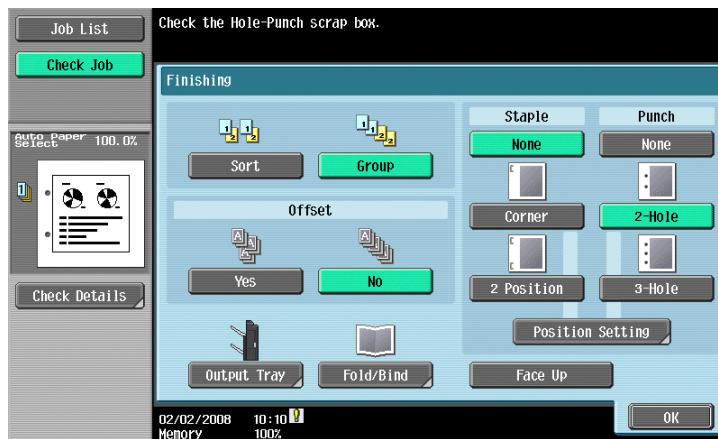 Job List
Check Job
Check the Hole-Punch scrap box.
Finishing
Auto Paper Select 100.0%
Check Details
Sort
Group
Offset
Yes
No
Output Tray
Fold/Bind
Staple
Punch
None
None
Corner
2-Hole
2 Position
3-Hole
Position Setting
Face Up
02/02/2008 10:10
Memory 100%
OK